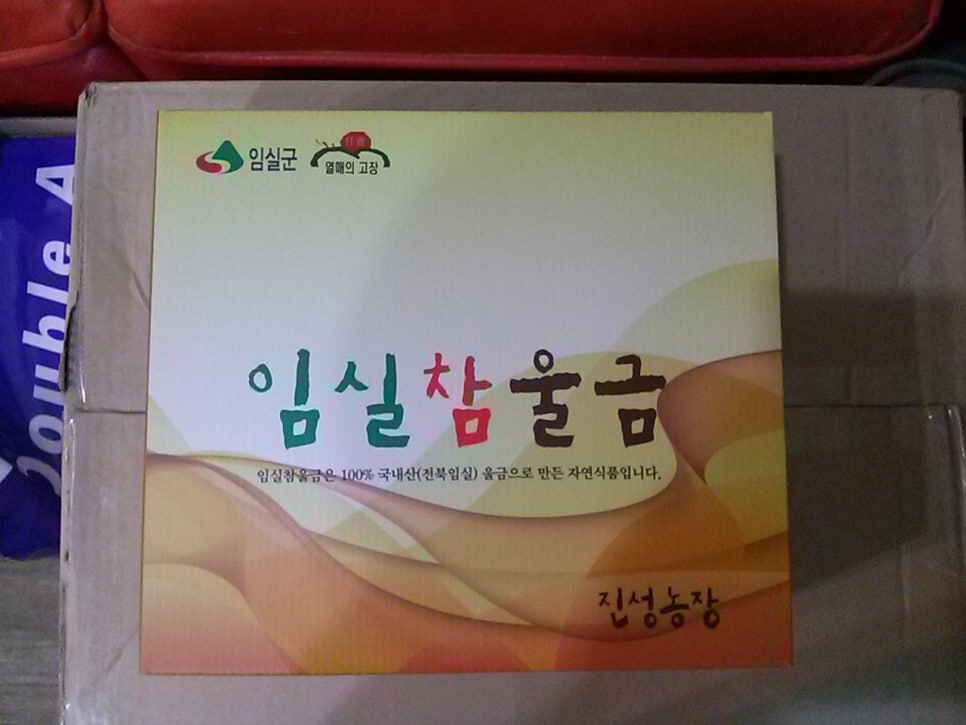 임실군
任實
열매의 고장
Double A
임실참울금
임실참울금은 100% 국내산(전북임실) 울금으로 만든 자연식품입니다.
진성농장